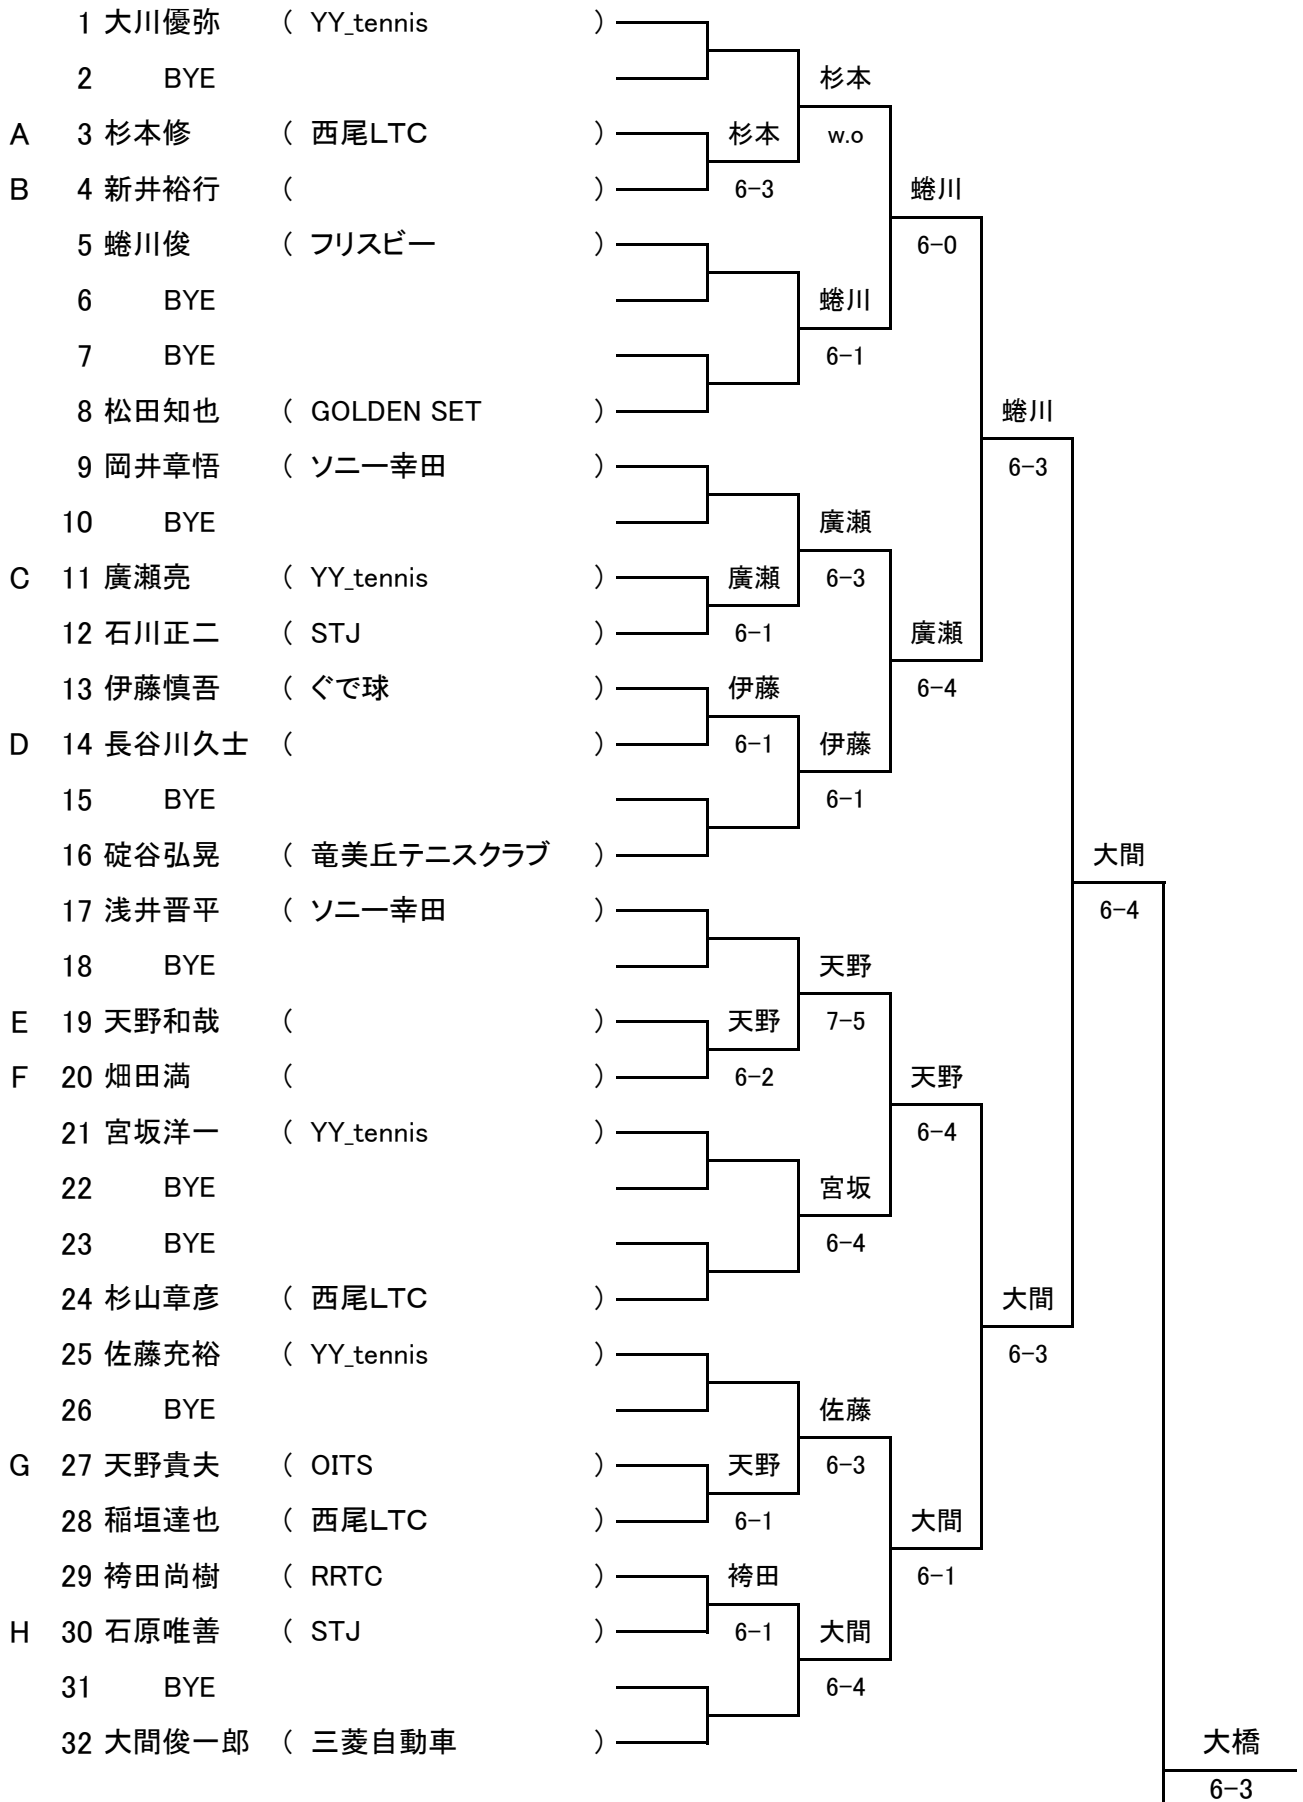 1 大川優弥 ( YY_tennis )
2 BYE 杉本
A 3 杉本修 ( 西尾LTC ) 杉本 w.o
B 4 新井裕行 ( ) 6-3 蜷川
5 蜷川俊 ( フリスビー ) 6-0
6 BYE 蜷川
7 BYE 6-1
8 松田知也 ( GOLDEN SET ) 蜷川
9 岡井章悟 ( ソニー幸田 ) 6-3
10 BYE 廣瀬
C 11 廣瀬亮 ( YY_tennis ) 廣瀬 6-3
12 石川正二 ( STJ ) 6-1 廣瀬
13 伊藤慎吾 ( ぐで球 ) 伊藤 6-4
D 14 長谷川久士 ( ) 6-1 伊藤
15 BYE 6-1
16 碇谷弘晃 ( 竜美丘テニスクラブ ) 大間
17 浅井晋平 ( ソニー幸田 ) 6-4
18 BYE 天野
E 19 天野和哉 ( ) 天野 7-5
F 20 畑田満 ( ) 6-2 天野
21 宮坂洋一 ( YY_tennis ) 6-4
22 BYE 宮坂
23 BYE 6-4
24 杉山章彦 ( 西尾LTC ) 大間
25 佐藤充裕 ( YY_tennis ) 6-3
26 BYE 佐藤
G 27 天野貴夫 ( OITS ) 天野 6-3
28 稲垣達也 ( 西尾LTC ) 6-1 大間
29 袴田尚樹 ( RRTC ) 袴田 6-1
H 30 石原唯善 ( STJ ) 6-1 大間
31 BYE 6-4
32 大間俊一郎 ( 三菱自動車 ) 大橋
6-3